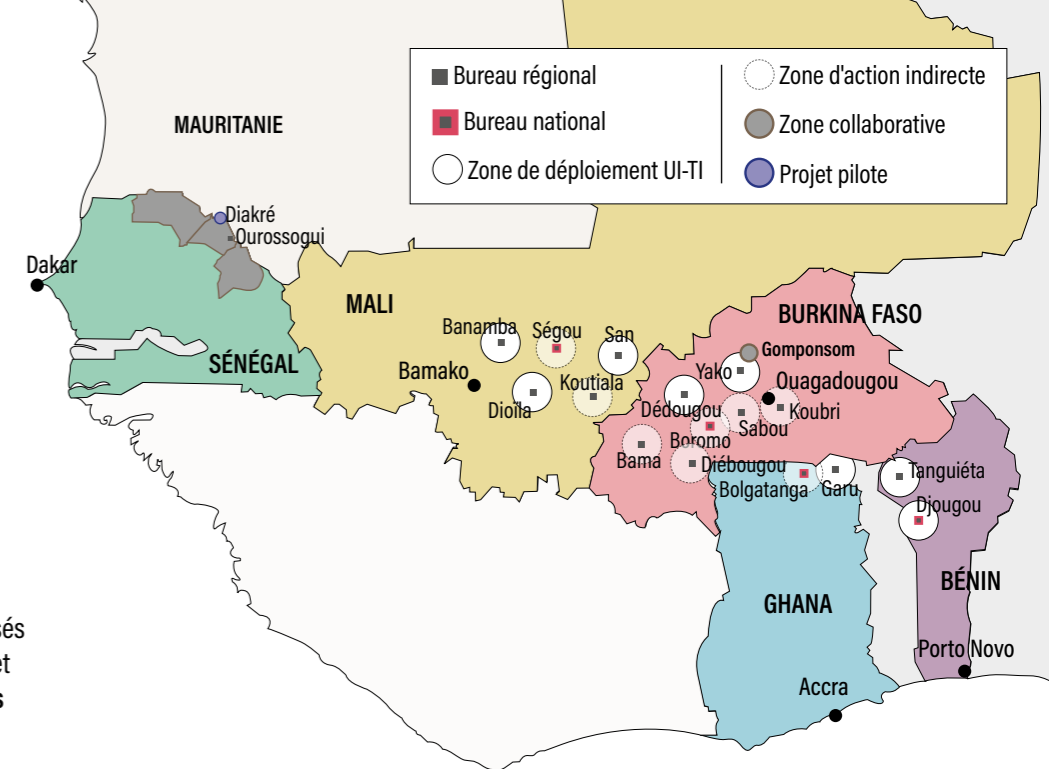 Bureau régional
Bureau national
Zone de déploiement UI-TI
Zone d'action indirecte
Zone collaborative
Projet pilote
MAURITANIE
Diakré
Ourossogui
Dakar
SÉNÉGAL
MALI
Banamba
Ségou
San
Bamako
Dioïla
Koutiala
BURKINA FASO
Gomponsom
Yako
Ouagadougou
Dédougou
Koubri
Sabou
Boromo
Bama
Diébougou
Bolgatanga
Garu
Tanguiéta
Djougou
BÉNIN
GHANA
Porto Novo
Accra
sés
et
s